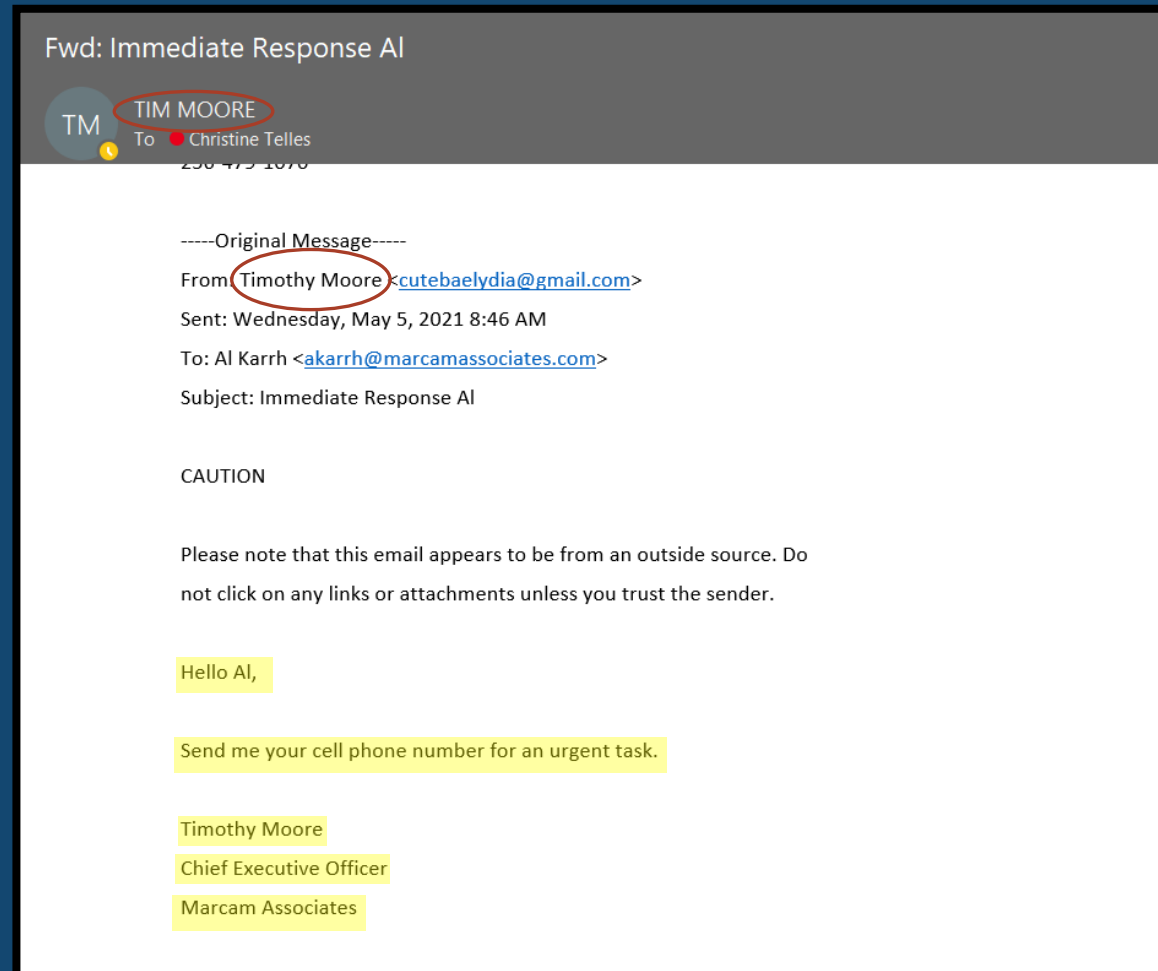 Fwd: Immediate Response Al
TM
TIM MOORE
To Christine Telles
-----Original Message-----
From: Timothy Moore <cutebaelydia@gmail.com>
Sent: Wednesday, May 5, 2021 8:46 AM
To: Al Karrh <akarrh@marcamassociates.com>
Subject: Immediate Response Al
CAUTION
Please note that this email appears to be from an outside source. Do
not click on any links or attachments unless you trust the sender.
Hello Al,
Send me your cell phone number for an urgent task.
Timothy Moore
Chief Executive Officer
Marcam Associates